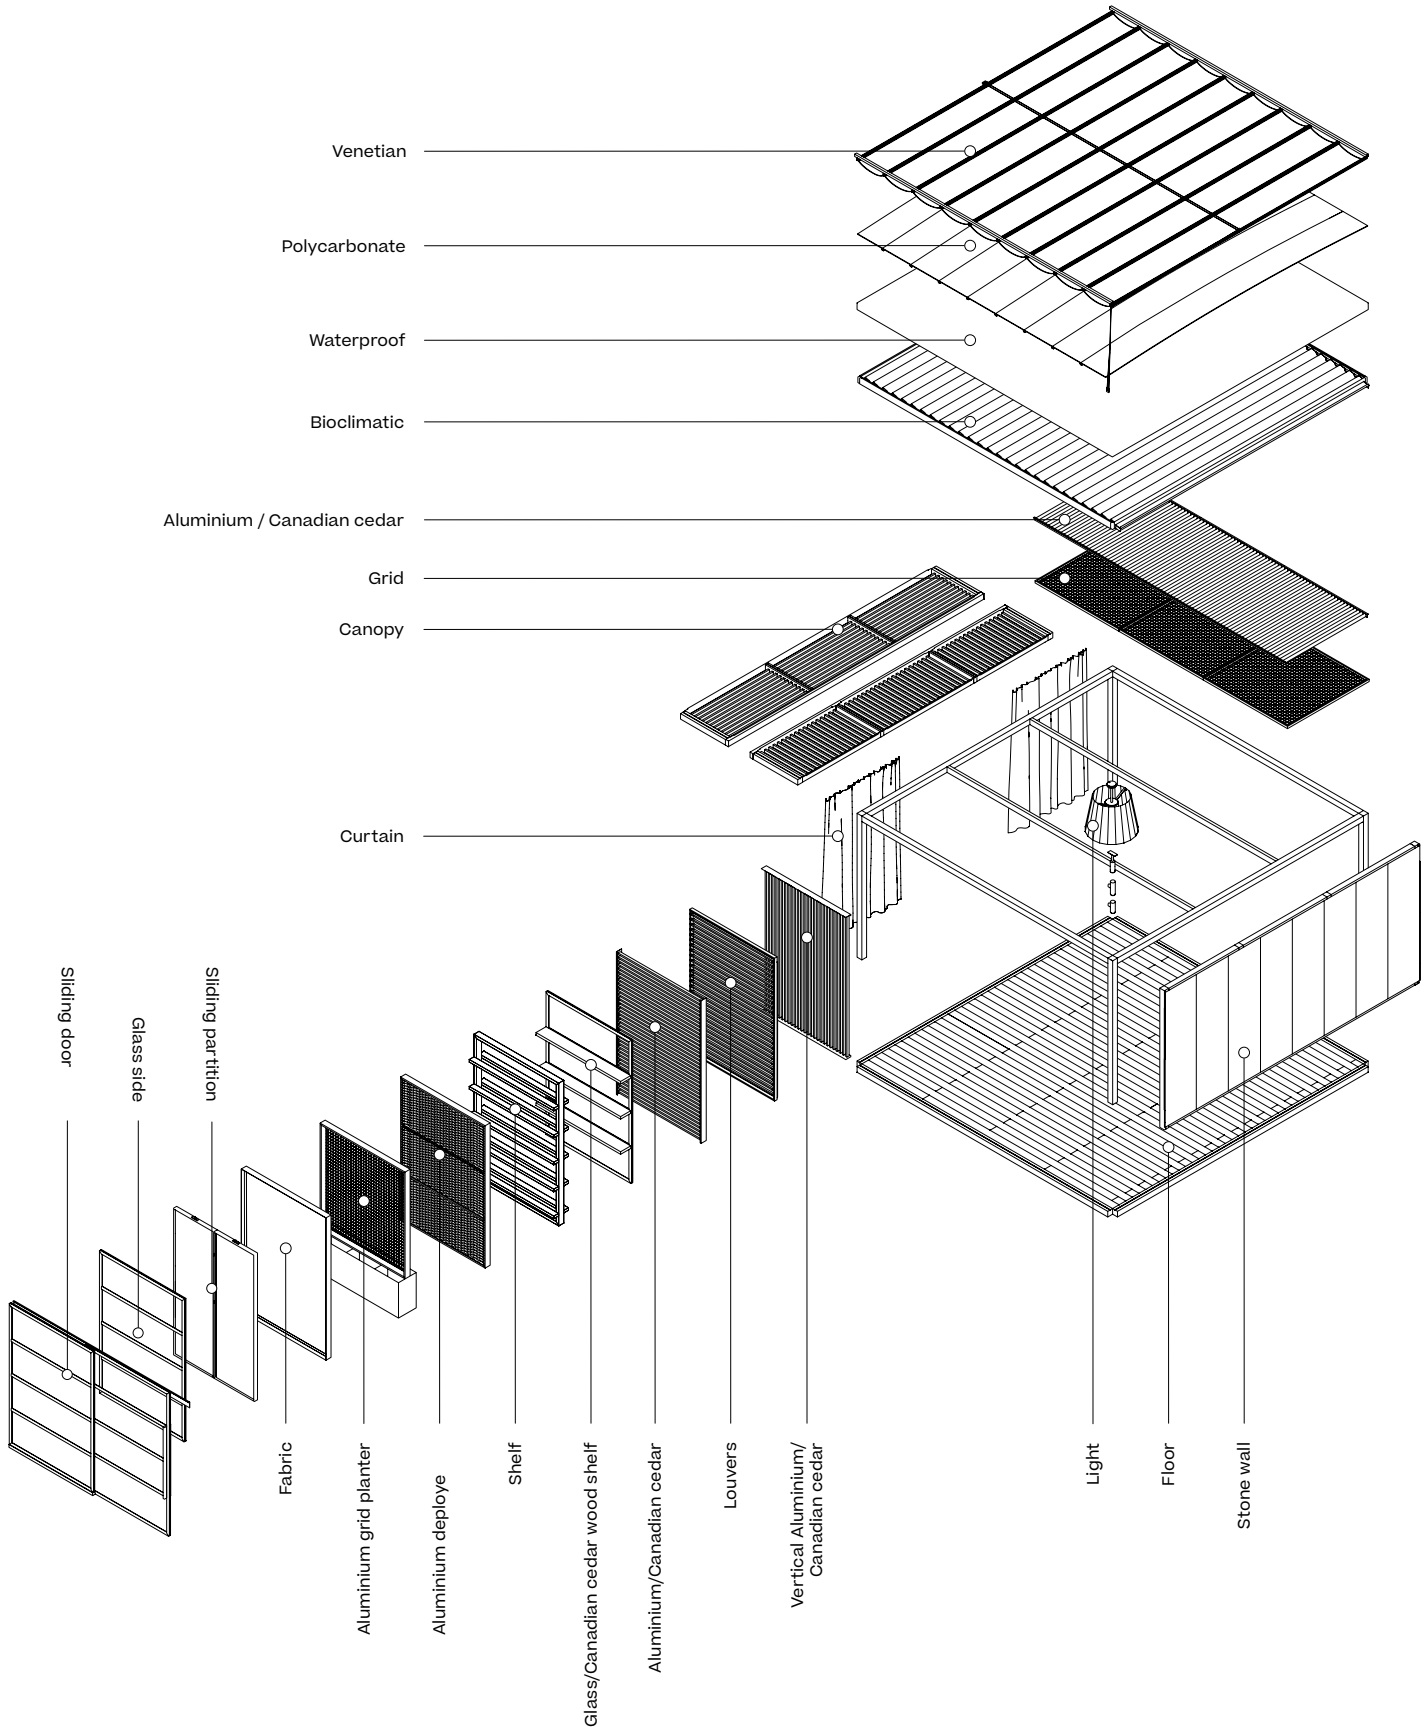 Venetian
Polycarbonate
Waterproof
Bioclimatic
Aluminium / Canadian cedar
Grid
Canopy
Curtain
Sliding door
Glass side
Sliding partition
Fabric
Aluminium grid planter
Aluminium deploye
Shelf
Glass/Canadian cedar wood shelf
Aluminium/Canadian cedar
Louvers
Vertical Aluminium/
Canadian cedar
Light
Floor
Stone wall